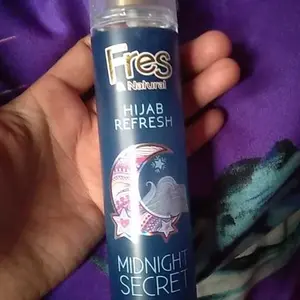 Fres
& Natural
HIJAB
REFRESH
MIDNIGHT
SECRET